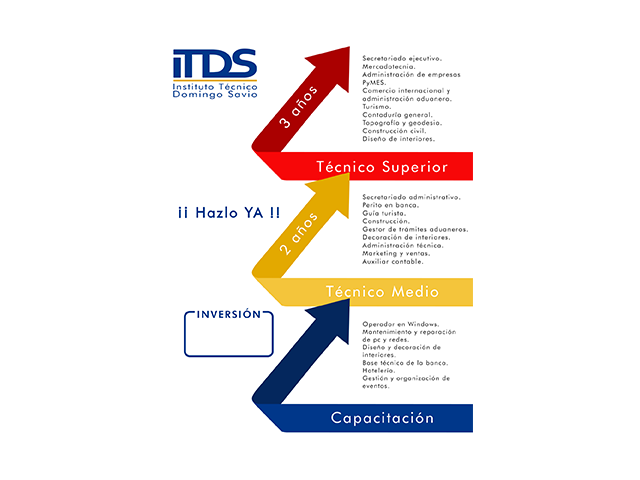 iTDS
Instituto Técnico
Domingo Savio
3 años
Secretariado ejecutivo.
Mercadotecnia.
Administración de empresas
PyMES.
Comercio internacional y
administración aduanera.
Turismo.
Contaduría general.
Topografía y geodesia.
Construcción civil.
Diseño de interiores.
Técnico Superior
¡¡ Hazlo YA !!
2 años
Secretariado administrativo.
Perito en banca.
Guía turista.
Construcción.
Gestor de trámites aduaneros.
Decoración de interiores.
Administración técnica.
Marketing y ventas.
Auxiliar contable.
Técnico Medio
INVERSIÓN
Operador en Windows.
Mantenimiento y reparación
de pc y redes.
Diseño y decoración de
interiores.
Base técnica de la banca.
Hotelería.
Gestión y organización de
eventos.
Capacitación